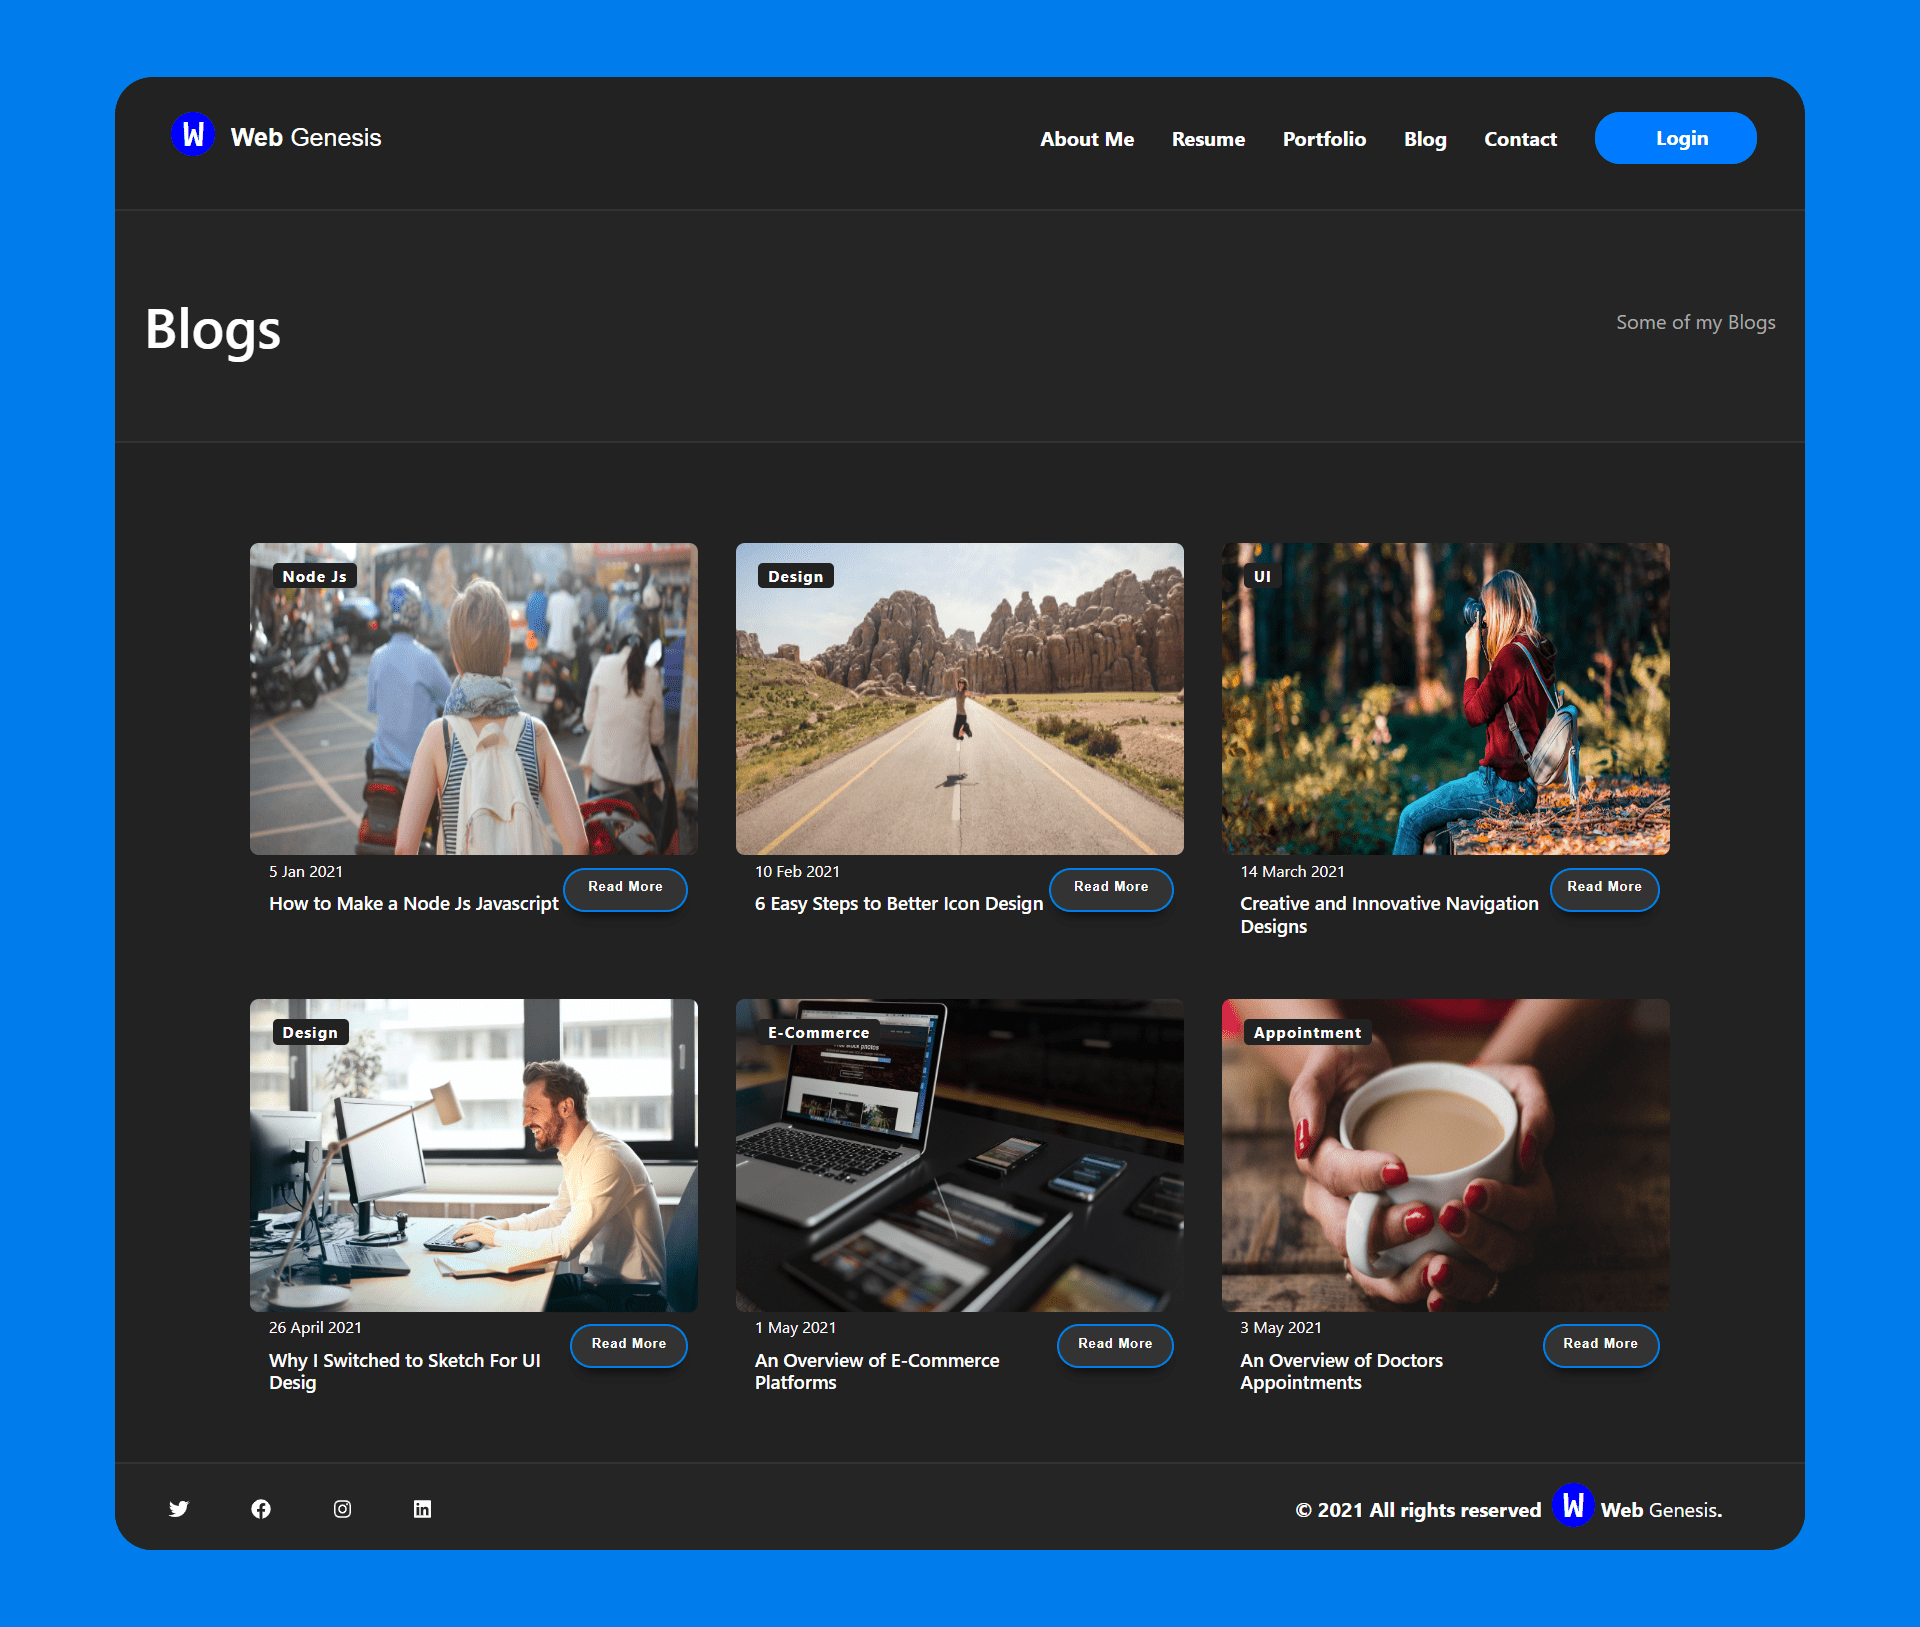 W Web Genesis
About Me Resume Portfolio Blog Contact Login
Blogs
Some of my Blogs
Node Js
Design
UI
5 Jan 2021
Read More
How to Make a Node Js Javascript
10 Feb 2021
Read More
6 Easy Steps to Better Icon Design
14 March 2021
Read More
Creative and Innovative Navigation
Designs
Design
E-Commerce
Appointment
26 April 2021
Read More
Why I Switched to Sketch For UI
Desig
1 May 2021
Read More
An Overview of E-Commerce
Platforms
3 May 2021
Read More
An Overview of Doctors
Appointments
© 2021 All rights reserved W Web Genesis.